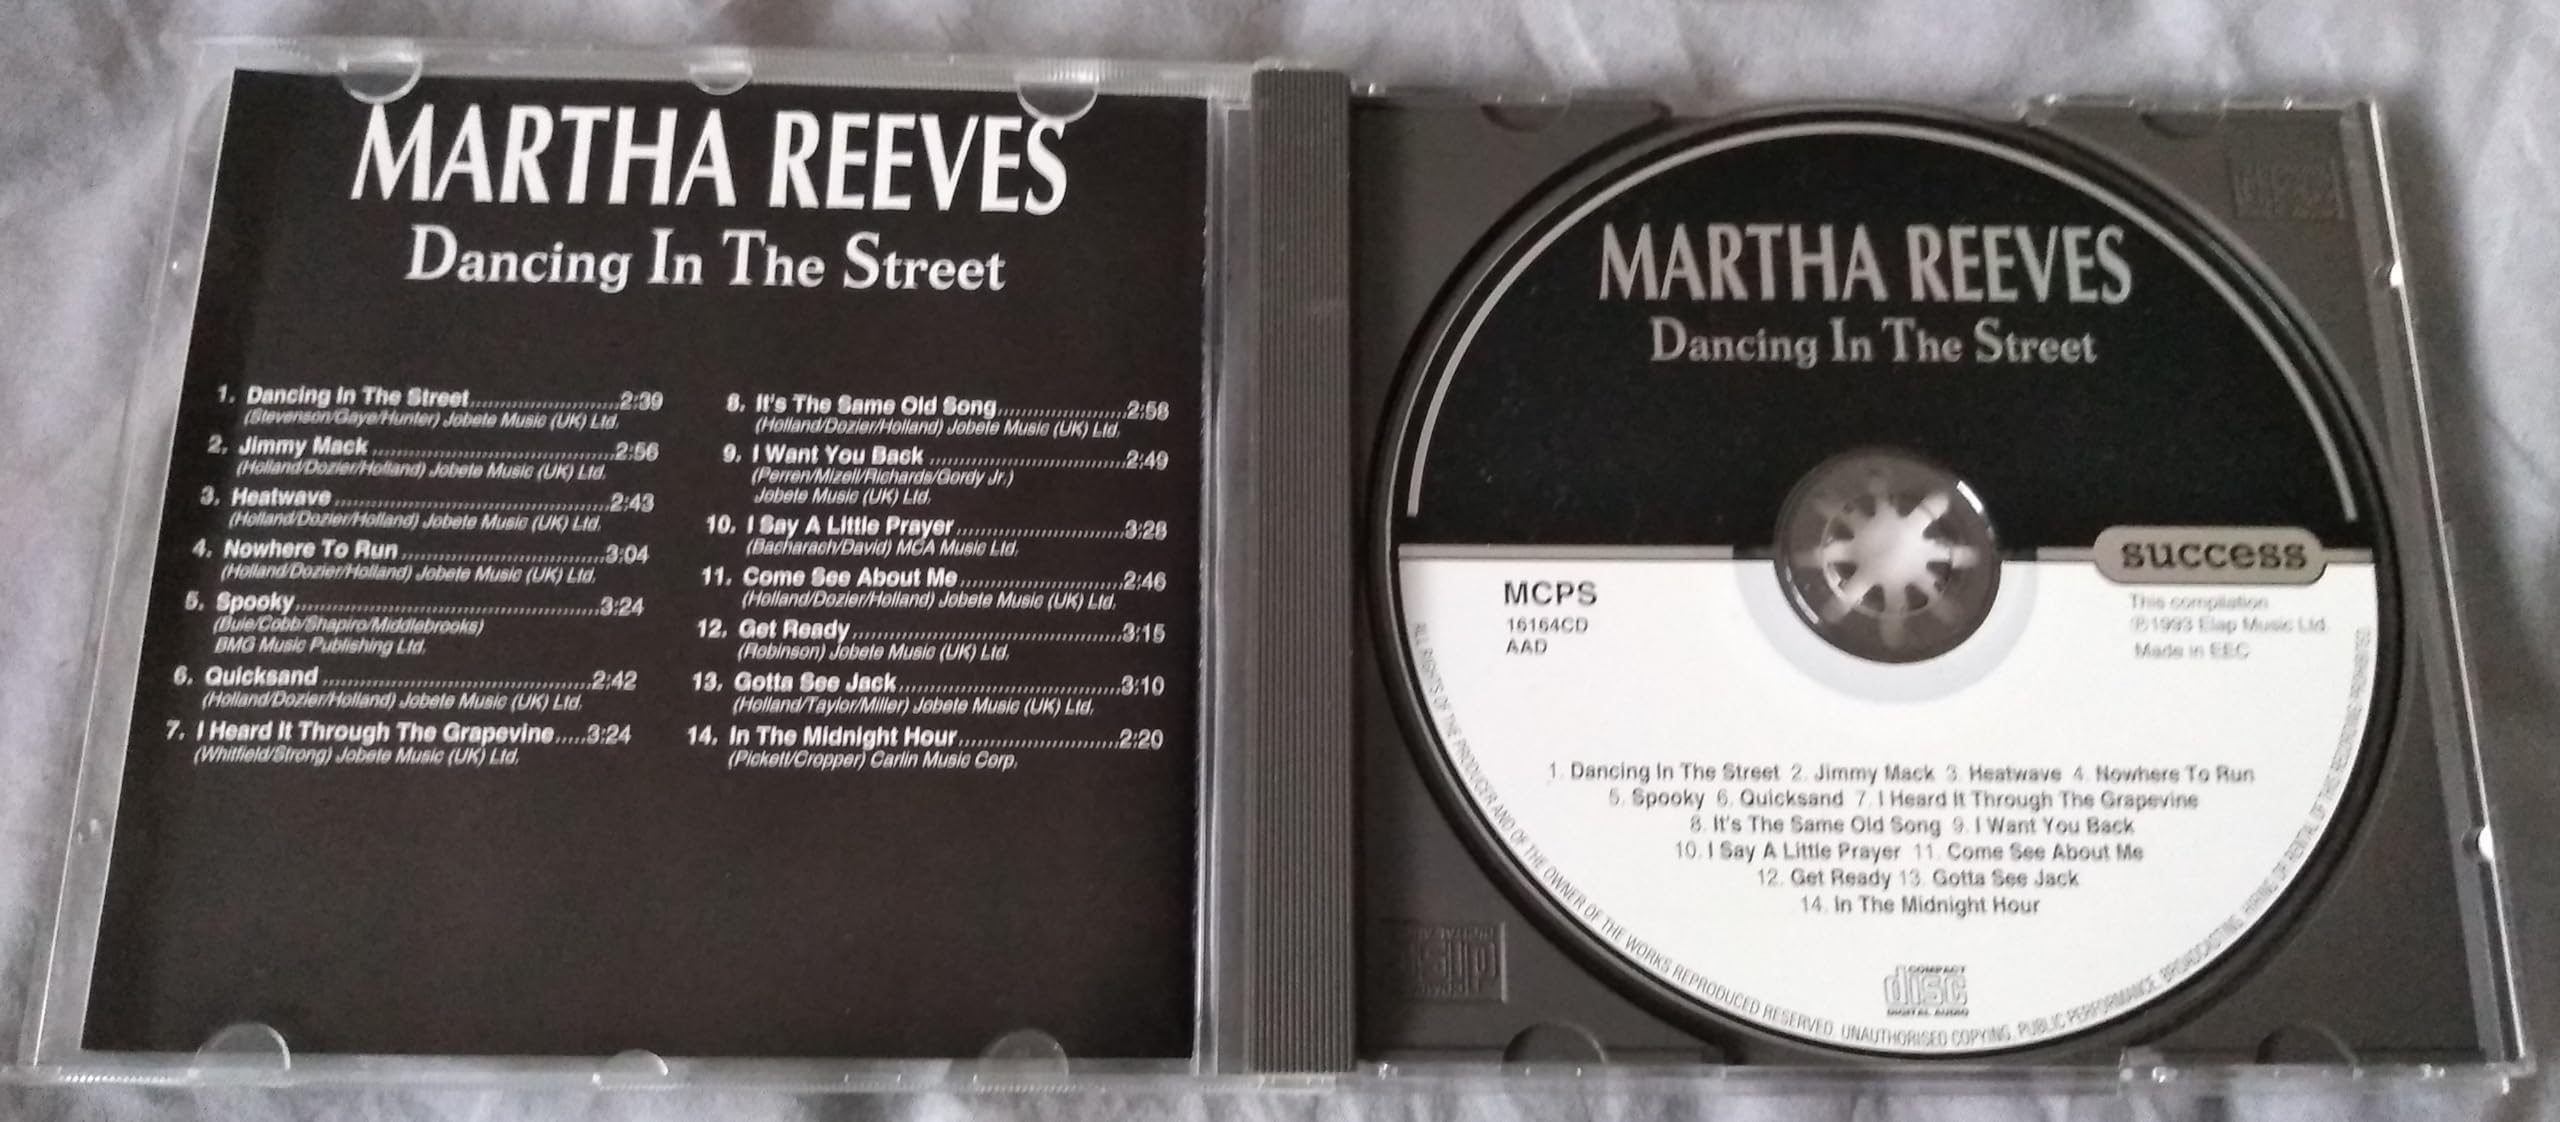 MARTHA REEVES
Dancing In The Street
1. Dancing In The Street.........................2:39
(Stevenson/Gaye/Hunter) Jobete Music (UK) Ltd.
2. Jimmy Mack........................................2:56
(Holland/Dozier/Holland) Jobete Music (UK) Ltd.
3. Heatwave..............................................2:43
(Holland/Dozier/Holland) Jobete Music (UK) Ltd.
4. Nowhere To Run..................................3:04
(Holland/Dozier/Holland) Jobete Music (UK) Ltd.
5. Spooky..................................................3:24
(Buie/Cobb/Shapiro/Middlebrooks)
BMG Music Publishing Ltd.
6. Quicksand............................................2:42
(Holland/Dozier/Holland) Jobete Music (UK) Ltd.
7. I Heard It Through The Grapevine.....3:24
(Whitfield/Strong) Jobete Music (UK) Ltd.
8. It's The Same Old Song.....................2:58
(Holland/Dozier/Holland) Jobete Music (UK) Ltd.
9. I Want You Back................................2:49
(Perren/Mizell/Richards/Gordy Jr.)
Jobete Music (UK) Ltd.
10. I Say A Little Prayer............................3:28
(Bacharach/David) MCA Music Ltd.
11. Come See About Me...........................2:46
(Holland/Dozier/Holland) Jobete Music (UK) Ltd.
12. Get Ready.............................................3:15
(Robinson) Jobete Music (UK) Ltd.
13. Gotta See Jack.....................................3:10
(Holland/Taylor/Miller) Jobete Music (UK) Ltd.
14. In The Midnight Hour...........................2:20
(Pickett/Cropper) Carlin Music Corp.
MARTHA REEVES
Dancing In The Street
success
MCPS
16164CD
AAD
This compilation
℗1993 Elap Music Ltd.
Made in EEC
1. Dancing In The Street 2. Jimmy Mack 3. Heatwave 4. Nowhere To Run
5. Spooky 6. Quicksand 7. I Heard It Through The Grapevine
8. It's The Same Old Song 9. I Want You Back
10. I Say A Little Prayer 11. Come See About Me
12. Get Ready 13. Gotta See Jack
14. In The Midnight Hour
COMPACT
disc
DIGITAL AUDIO
ALL RIGHTS OF THE PRODUCER AND OF THE OWNER OF THE WORKS REPRODUCED RESERVED. UNAUTHORISED COPYING, PUBLIC PERFORMANCE, BROADCASTING, HIRING OR RENTAL OF THIS RECORDING PROHIBITED